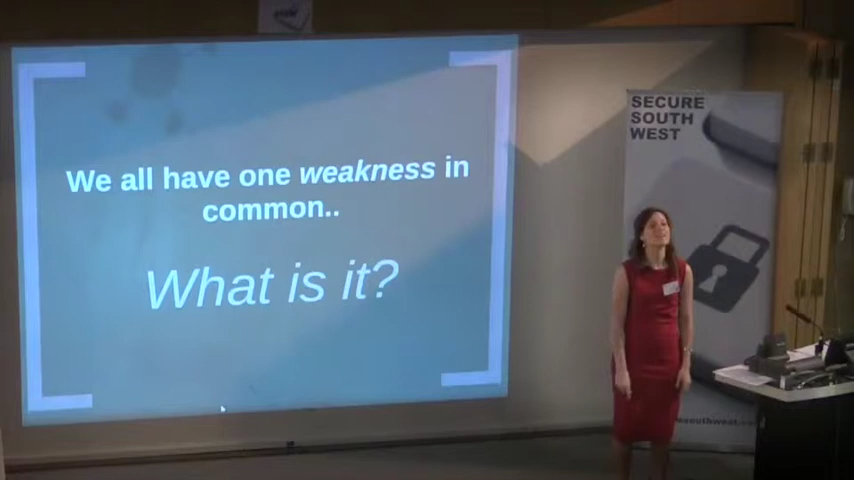 We all have one weakness in
common..
What is it?
SECURE
SOUTH
WEST